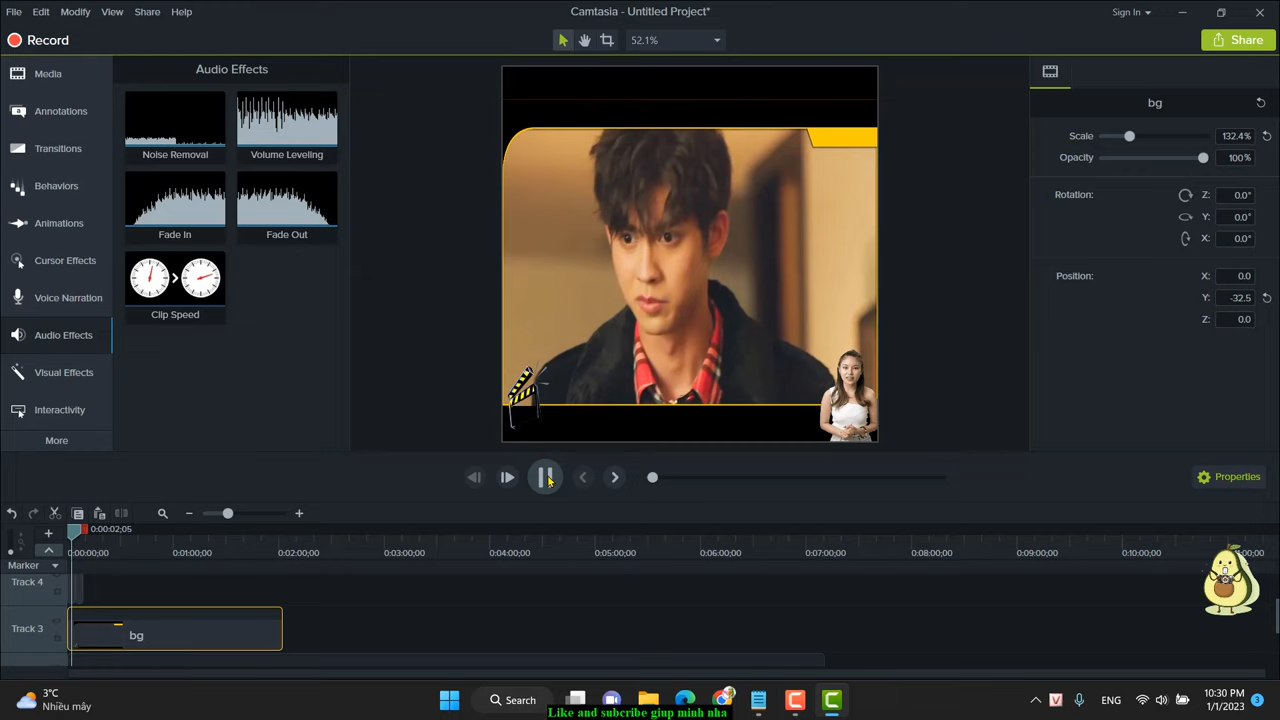 File Edit Modify View Share Help
Camtasia - Untitled Project*
Sign In
Record
52.1%
Share
Media
Annotations
Transitions
Behaviors
Animations
Cursor Effects
Voice Narration
Audio Effects
Visual Effects
Interactivity
More
Audio Effects
Noise Removal
Volume Leveling
Fade In
Fade Out
Clip Speed
bg
Scale 132.4%
Opacity 100%
Rotation: Z: 0.0°
Y: 0.0°
X: 0.0°
Position: X: 0.0
Y: -32.5
Z: 0.0
Properties
0:00:02;05
0:00:00;00 0:01:00;00 0:02:00;00 0:03:00;00 0:04:00;00 0:05:00;00 0:06:00;00 0:07:00;00 0:08:00;00 0:09:00;00 0:10:00;00
Marker
Track 4
Track 3
bg
3°C
Nhiều mây
Search
ENG
10:30 PM
1/1/2023
Like and subcribe giup minh nha